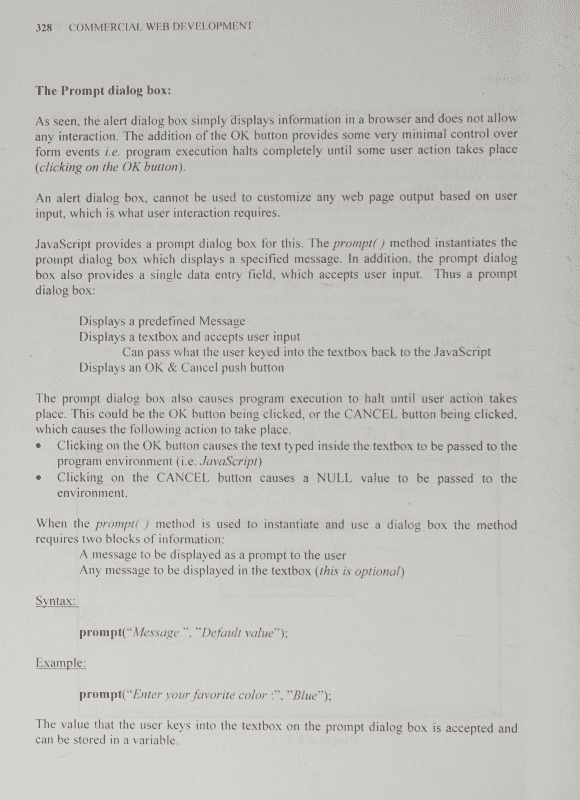 328 COMMERCIAL WEB DEVELOPMENT
The Prompt dialog box:
As seen, the alert dialog box simply displays information in a browser and does not allow
any interaction. The addition of the OK button provides some very minimal control over
form events i.e. program execution halts completely until some user action takes place
(clicking on the OK button).
An alert dialog box, cannot be used to customize any web page output based on user
input, which is what user interaction requires.
JavaScript provides a prompt dialog box for this. The prompt( ) method instantiates the
prompt dialog box which displays a specified message. In addition, the prompt dialog
box also provides a single data entry field, which accepts user input. Thus a prompt
dialog box:
Displays a predefined Message
Displays a textbox and accepts user input
Can pass what the user keyed into the textbox back to the JavaScript
Displays an OK & Cancel push button
The prompt dialog box also causes program execution to halt until user action takes
place. This could be the OK button being clicked, or the CANCEL button being clicked,
which causes the following action to take place.
• Clicking on the OK button causes the text typed inside the textbox to be passed to the
program environment (i.e. JavaScript)
• Clicking on the CANCEL button causes a NULL value to be passed to the
environment.
When the prompt( ) method is used to instantiate and use a dialog box the method
requires two blocks of information:
A message to be displayed as a prompt to the user
Any message to be displayed in the textbox (this is optional)
Syntax:
prompt(“Message ”, ”Default value”);
Example:
prompt(“Enter your favorite color :”, ”Blue”);
The value that the user keys into the textbox on the prompt dialog box is accepted and
can be stored in a variable.